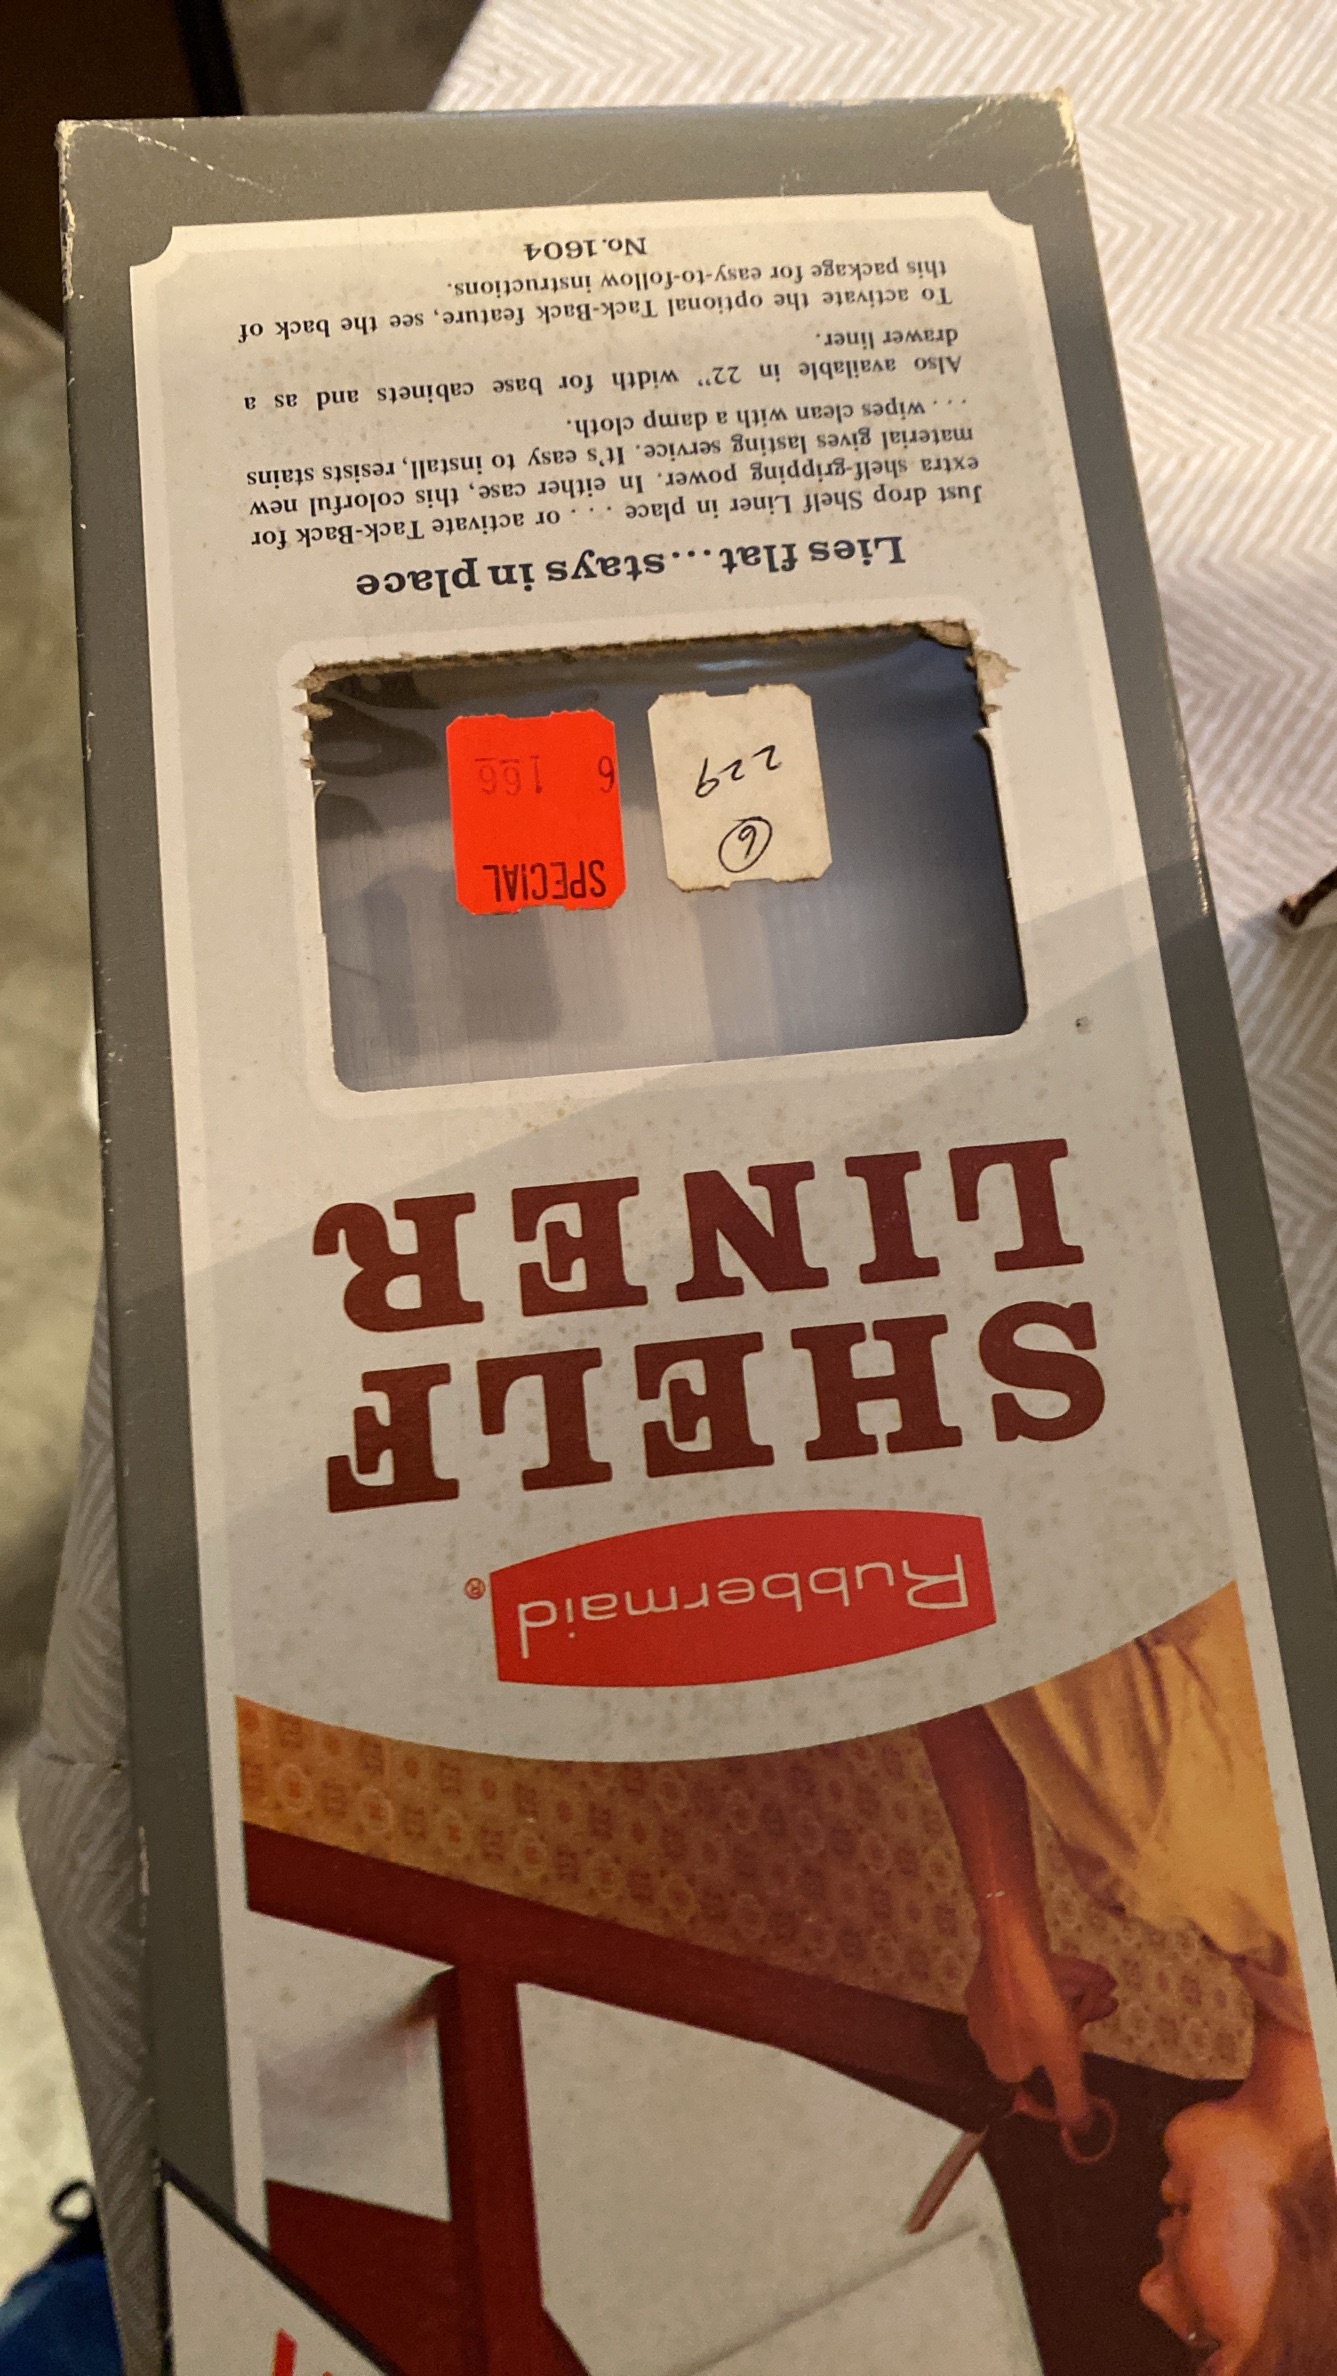 Rubbermaid®
SHELF
LINER
SPECIAL
6 166
6
229
Lies flat...stays in place
Just drop Shelf Liner in place . . . or activate Tack-Back for
extra shelf-gripping power. In either case, this colorful new
material gives lasting service. It's easy to install, resists stains
. . . wipes clean with a damp cloth.
Also available in 22" width for base cabinets and as a
drawer liner.
To activate the optional Tack-Back feature, see the back of
this package for easy-to-follow instructions.
No. 1604